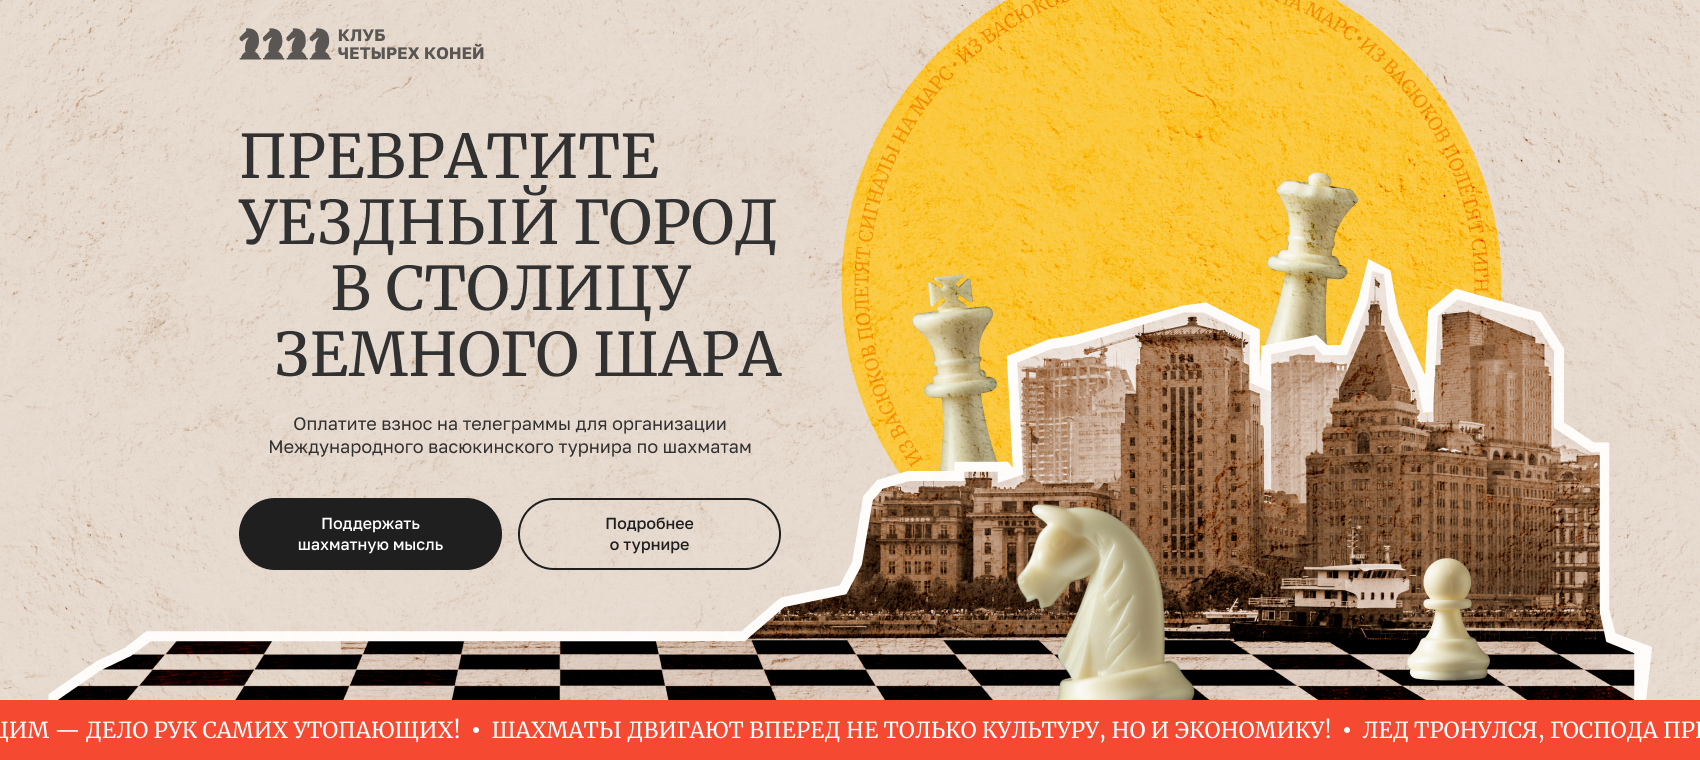 КЛУБ
ЧЕТЫРЕХ КОНЕЙ
ПРЕВРАТИТЕ
УЕЗДНЫЙ ГОРОД
В СТОЛИЦУ
ЗЕМНОГО ШАРА
Оплатите взнос на телеграммы для организации
Международного васюкинского турнира по шахматам
Поддержать
шахматную мысль
Подробнее
о турнире
ИЗ ВАСЮКОВ ПОЛЕТЯТ СИГНАЛЫ НА МАРС • ИЗ ВАСЮКОВ
НА МАРС • ИЗ ВАСЮКОВ ПОЛЕТЯТ СИГН
ЦИМ — ДЕЛО РУК САМИХ УТОПАЮЩИХ! • ШАХМАТЫ ДВИГАЮТ ВПЕРЕД НЕ ТОЛЬКО КУЛЬТУРУ, НО И ЭКОНОМИКУ! • ЛЕД ТРОНУЛСЯ, ГОСПОДА ПР